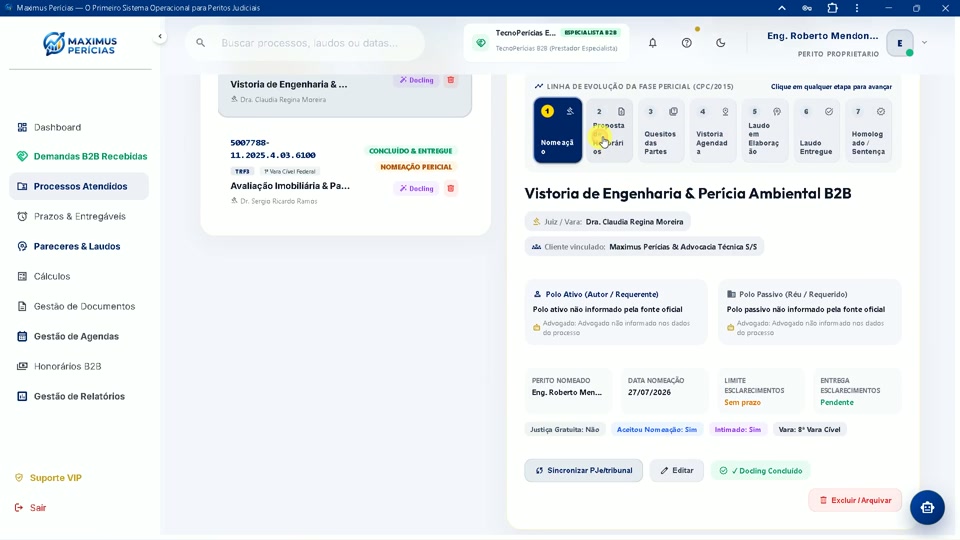 Maximus Perícias — O Primeiro Sistema Operacional para Peritos Judiciais
MAXIMUS
PERÍCIAS
Buscar processos, laudos ou datas...
TecnoPerícias E...
ESPECIALISTA B2B
TecnoPerícias B2B (Prestador Especialista)
Eng. Roberto Mendon...
PERITO PROPRIETARIO
E
Dashboard
Demandas B2B Recebidas
Processos Atendidos
Prazos & Entregáveis
Pareceres & Laudos
Cálculos
Gestão de Documentos
Gestão de Agendas
Honorários B2B
Gestão de Relatórios
Suporte VIP
Sair
Vistoria de Engenharia & ...
Docling
Dra. Claudia Regina Moreira
5007788-
11.2025.4.03.6100
CONCLUÍDO & ENTREGUE
NOMEAÇÃO PERICIAL
TRF3
1ª Vara Cível Federal
Avaliação Imobiliária & Pa...
Docling
Dr. Sergio Ricardo Ramos
LINHA DE EVOLUÇÃO DA FASE PERICIAL (CPC/2015)
Clique em qualquer etapa para avançar
1
Nomeaçã
o
2
Proposta
os
3
Quesitos
das
Partes
4
Vistoria
Agendad
a
5
Laudo
em
Elaboraç
ão
6
Laudo
Entregue
7
Homolog
ado /
Sentença
Vistoria de Engenharia & Perícia Ambiental B2B
Juiz / Vara: Dra. Claudia Regina Moreira
Cliente vinculado: Maximus Perícias & Advocacia Técnica S/S
Polo Ativo (Autor / Requerente)
Polo ativo não informado pela fonte oficial
Advogado: Advogado não informado nos dados
do processo
Polo Passivo (Réu / Requerido)
Polo passivo não informado pela fonte oficial
Advogado: Advogado não informado nos dados
do processo
PERITO NOMEADO
Eng. Roberto Men...
DATA NOMEAÇÃO
27/07/2026
LIMITE
ESCLARECIMENTOS
Sem prazo
ENTREGA
ESCLARECIMENTOS
Pendente
Justiça Gratuita: Não
Aceitou Nomeação: Sim
Intimado: Sim
Vara: 8ª Vara Cível
Sincronizar PJe/tribunal
Editar
✓ Docling Concluído
Excluir / Arquivar